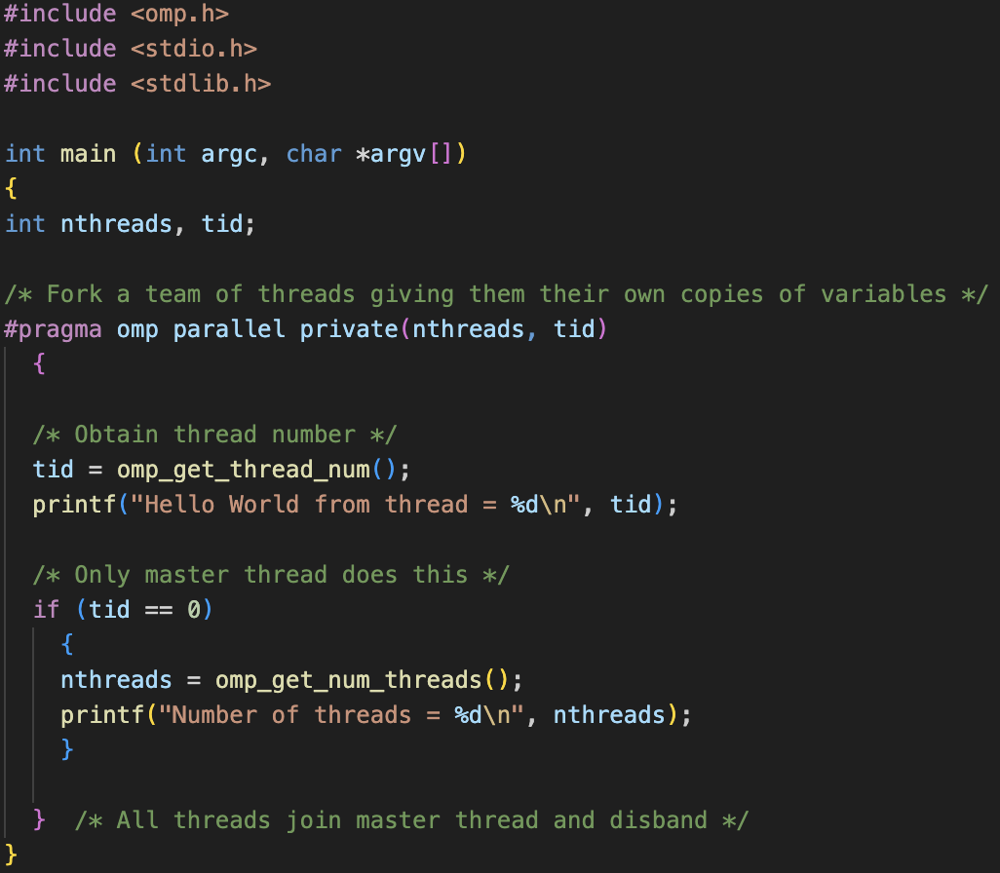 #include <omp.h>
#include <stdio.h>
#include <stdlib.h>
int main (int argc, char *argv[])
{
int nthreads, tid;
/* Fork a team of threads giving them their own copies of variables */
#pragma omp parallel private(nthreads, tid)
{
/* Obtain thread number */
tid = omp_get_thread_num();
printf("Hello World from thread = %d\n", tid);
/* Only master thread does this */
if (tid == 0)
{
nthreads = omp_get_num_threads();
printf("Number of threads = %d\n", nthreads);
}
} /* All threads join master thread and disband */
}